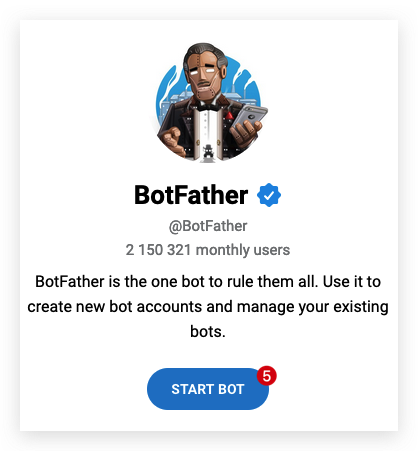 BotFather
@BotFather
2 150 321 monthly users
BotFather is the one bot to rule them all. Use it to
create new bot accounts and manage your existing
bots.
START BOT
5